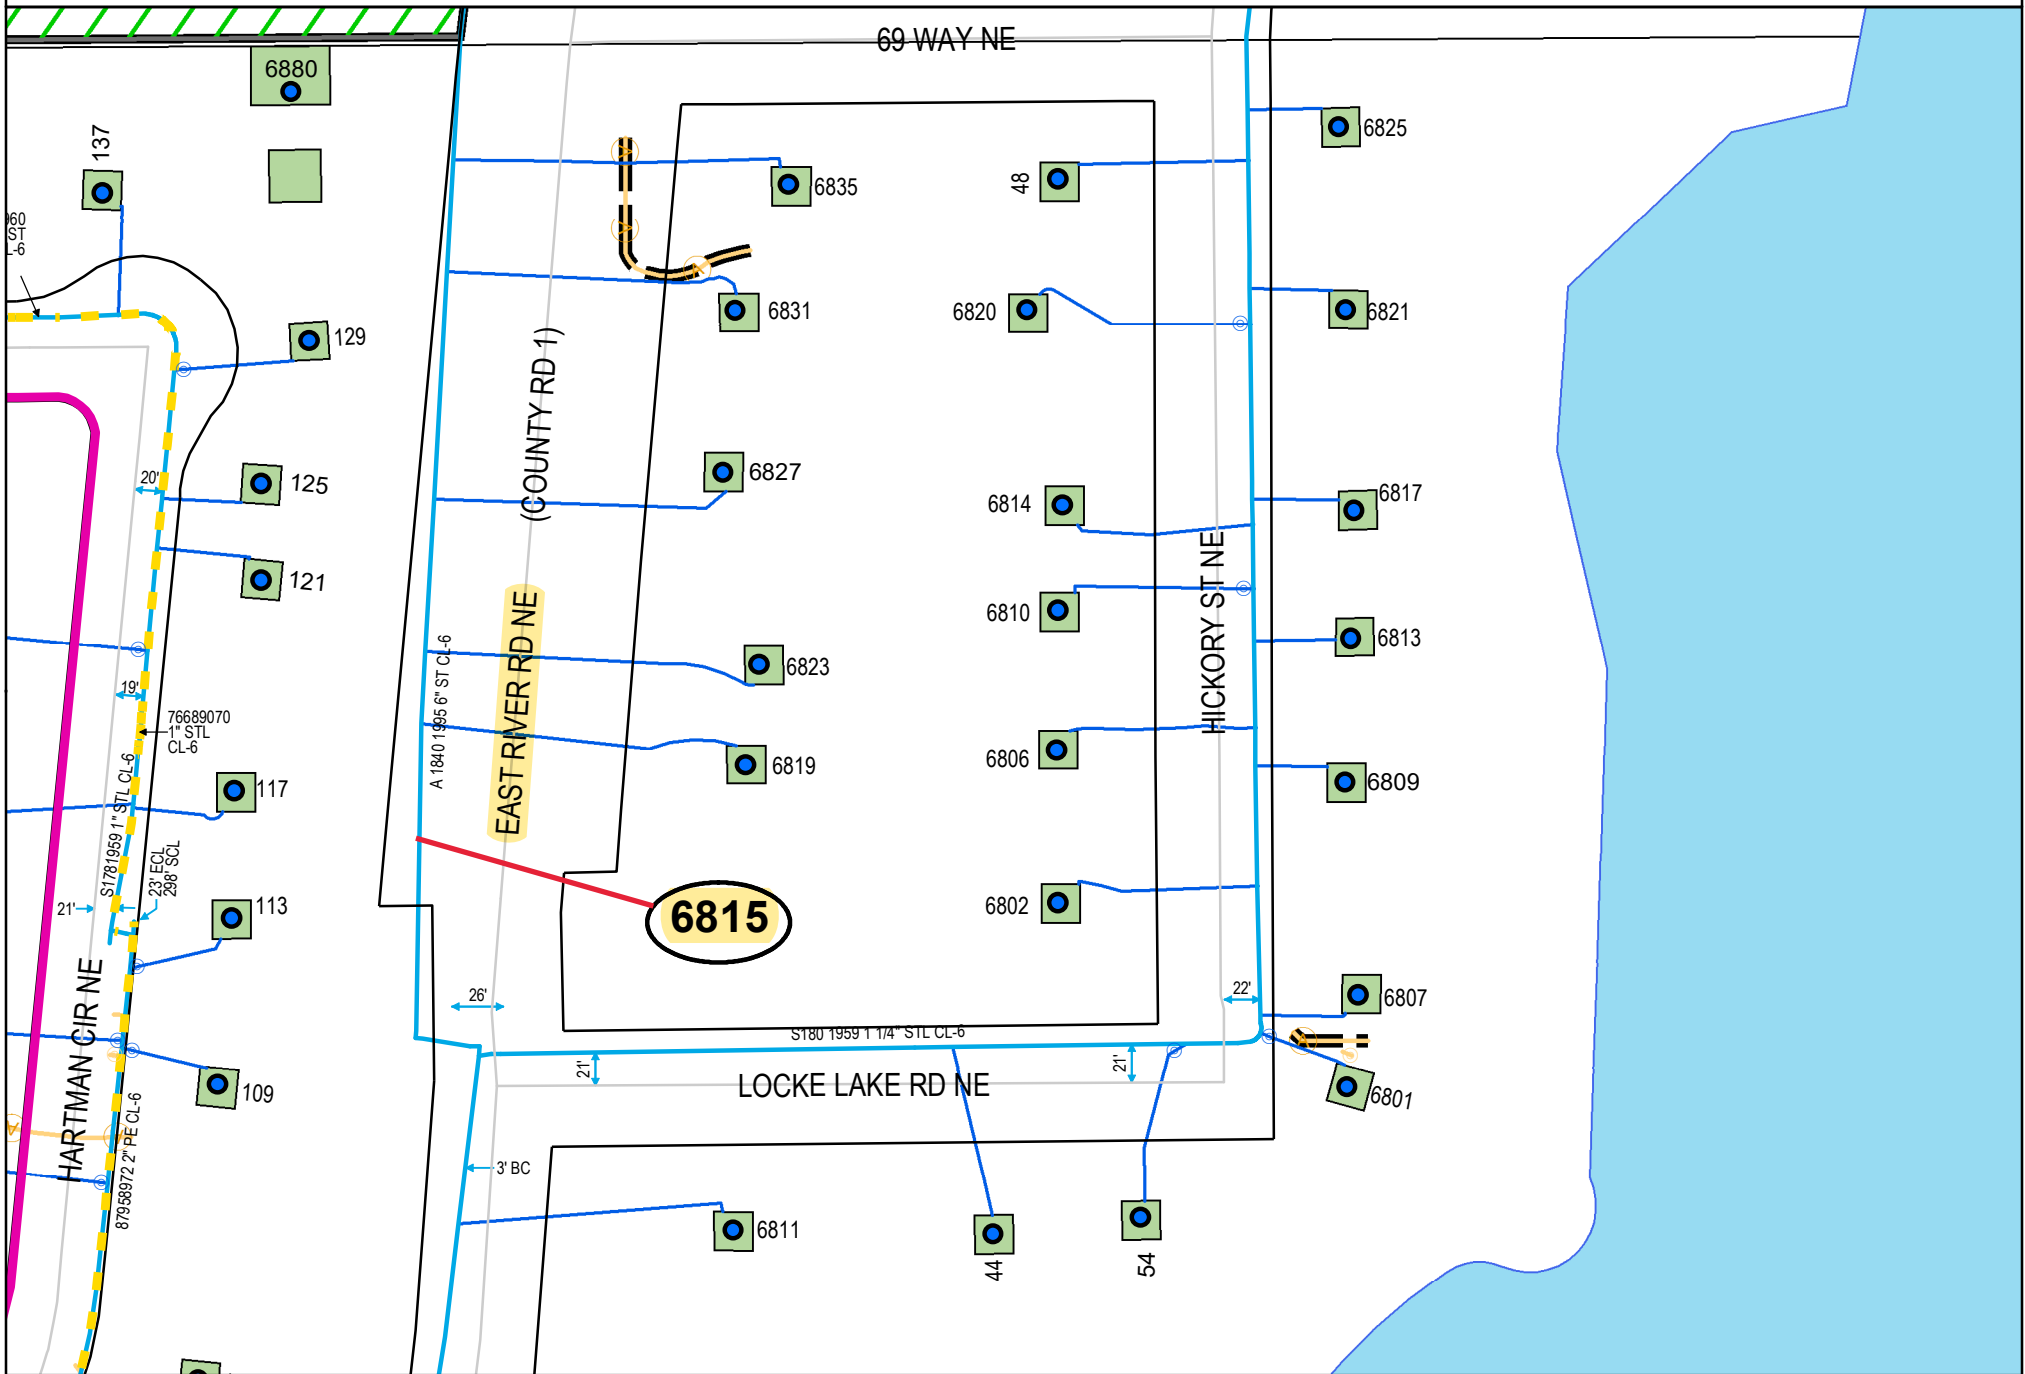 69 WAY NE
6880
137
6825
48
6835
960
ST
L-6
6831
6820
6821
129
(COUNTY RD 1)
6827
20'
125
6814
6817
HICKORY ST NE
121
6810
6813
EAST RIVER RD NE
A 1840 1995 6" ST CL-6
6823
19'
76689070
1" STL
CL-6
6806
6819
6809
117
S1781959 1" STL CL-6
23' ECL
298' SCL
21'
113
6815
6802
HARTMAN CIR NE
26'
22'
6807
S180 1959 1 1/4" STL CL-6
21'
21'
LOCKE LAKE RD NE
109
6801
87958972 2" PE CL-6
3' BC
6811
44
54